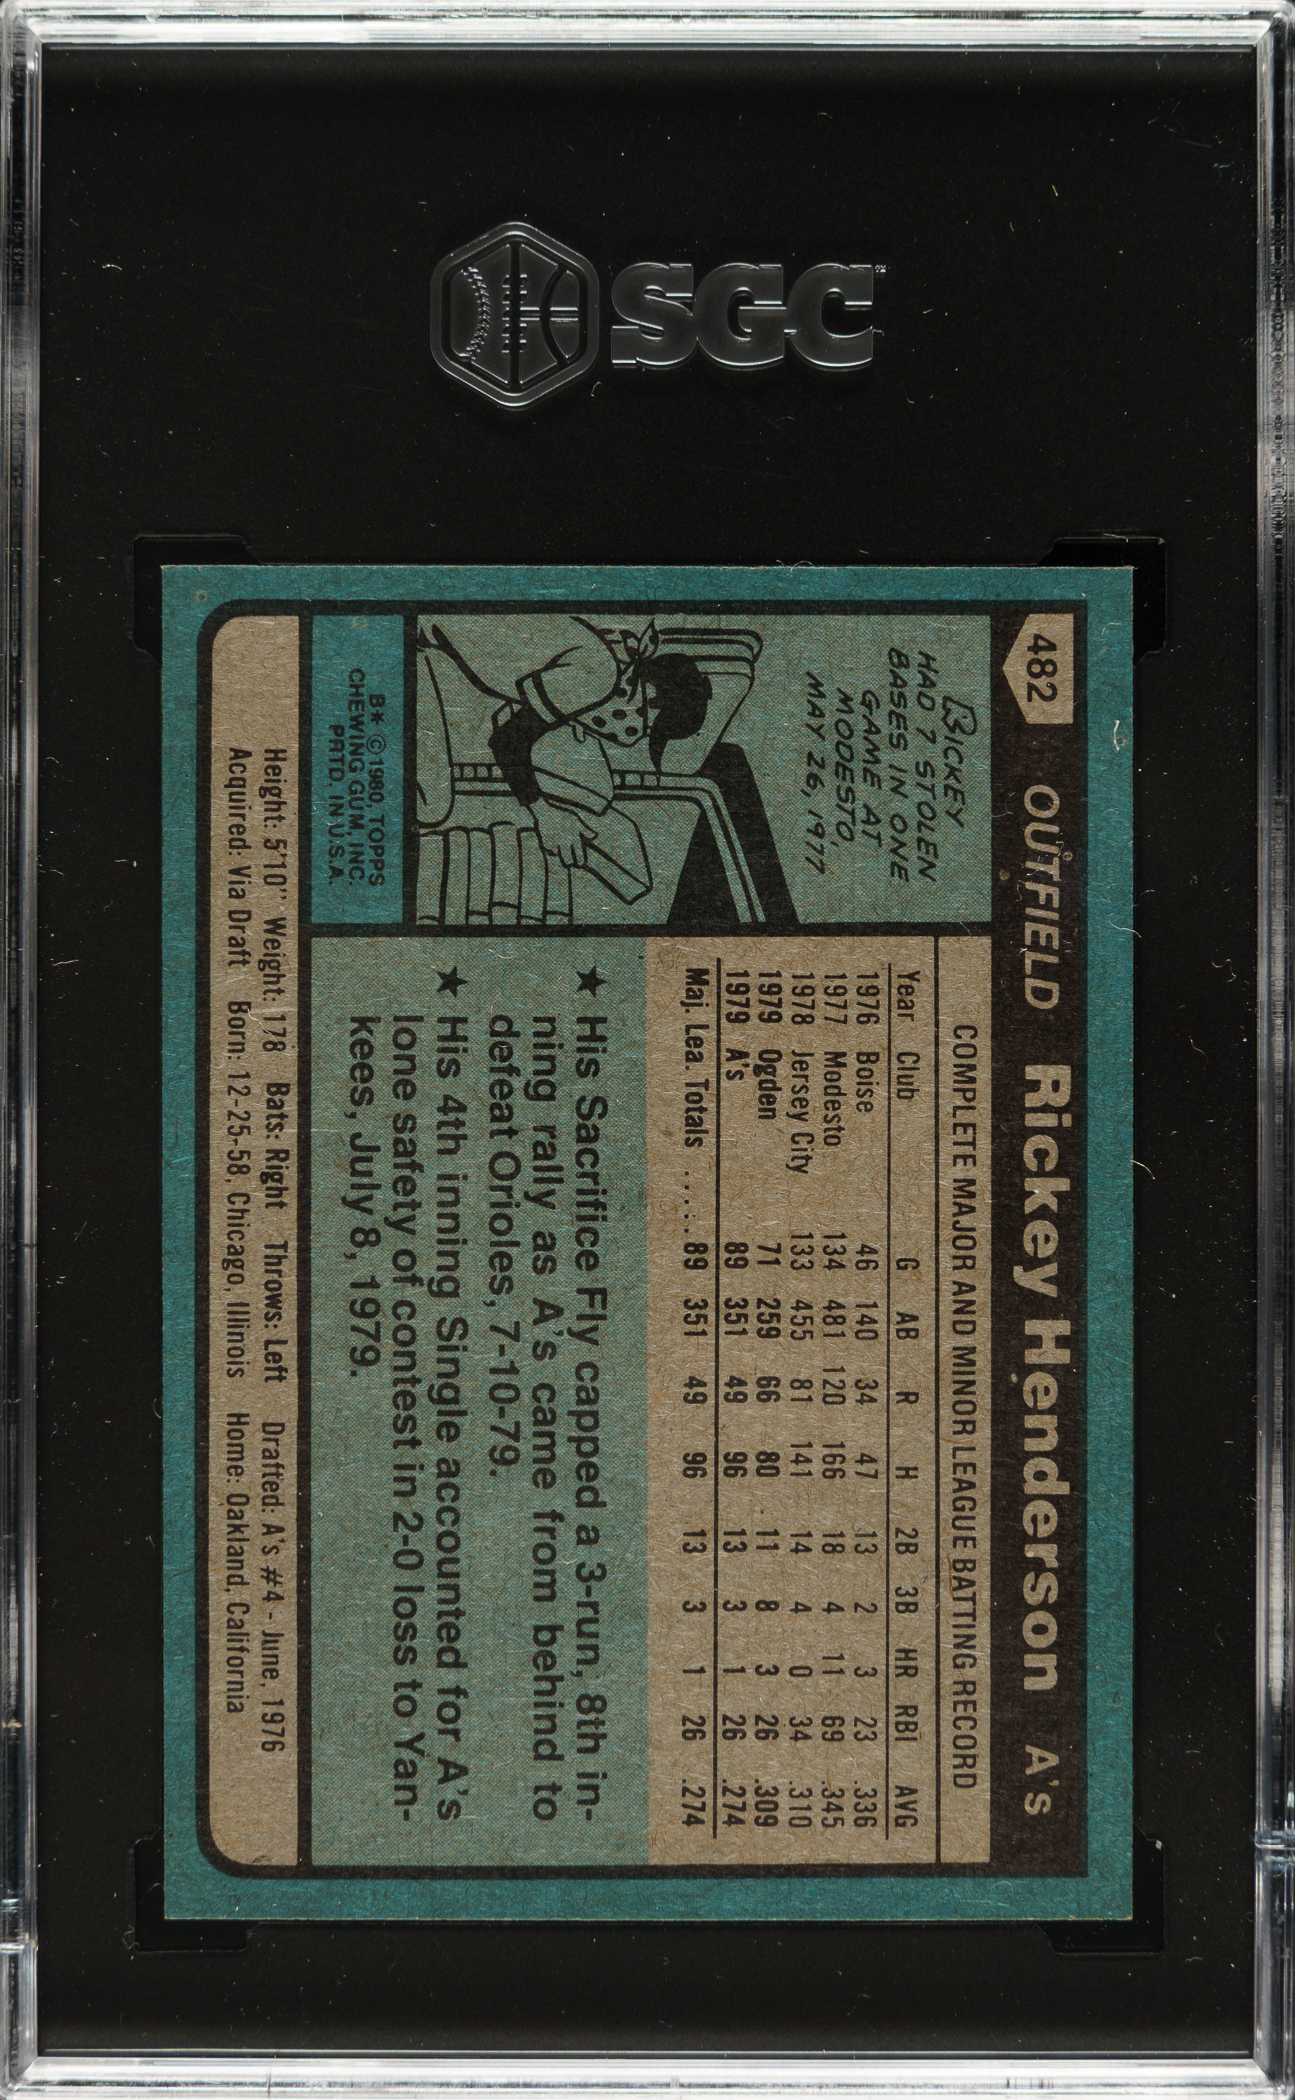 SGC
482 OUTFIELD Rickey Henderson A's
RICKEY
HAD 7 STOLEN
BASES IN ONE
GAME AT
MODESTO,
MAY 26, 1977
B* © 1980, TOPPS
CHEWING GUM, INC.
PRTD. IN U.S.A.
COMPLETE MAJOR AND MINOR LEAGUE BATTING RECORD
Year Club G AB R H 2B 3B HR RBI AVG
1976 Boise 46 140 34 47 13 2 3 23 .336
1977 Modesto 134 481 120 166 18 4 11 69 .345
1978 Jersey City 133 455 81 141 14 4 0 34 .310
1979 Ogden 71 259 66 80 11 8 3 26 .309
1979 A's 89 351 49 96 13 3 1 26 .274
Maj. Lea. Totals ......89 351 49 96 13 3 1 26 .274
★ His Sacrifice Fly capped a 3-run, 8th in-
ning rally as A's came from behind to
defeat Orioles, 7-10-79.
★ His 4th inning Single accounted for A's
lone safety of contest in 2-0 loss to Yan-
kees, July 8, 1979.
Height: 5'10" Weight: 178 Bats: Right Throws: Left Drafted: A's #4 - June, 1976
Acquired: Via Draft Born: 12-25-58, Chicago, Illinois Home: Oakland, California